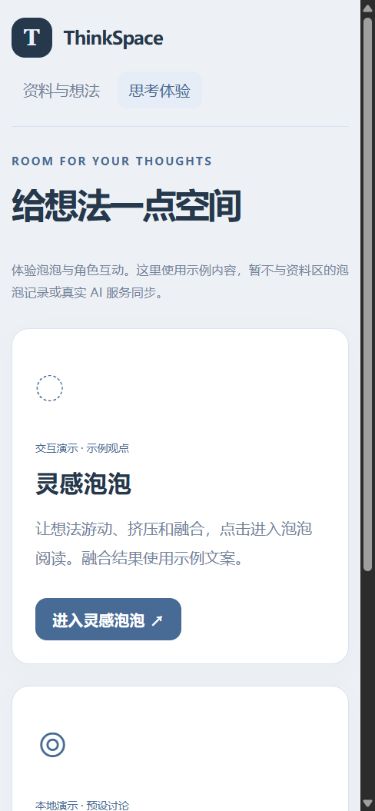 T ThinkSpace
资料与想法 思考体验
ROOM FOR YOUR THOUGHTS
给想法一点空间
体验泡泡与角色互动。这里使用示例内容，暂不与资料区的泡
泡记录或真实 AI 服务同步。
交互演示 · 示例观点
灵感泡泡
让想法游动、挤压和融合，点击进入泡泡
阅读。融合结果使用示例文案。
进入灵感泡泡 ↗
本地演示 · 预设讨论